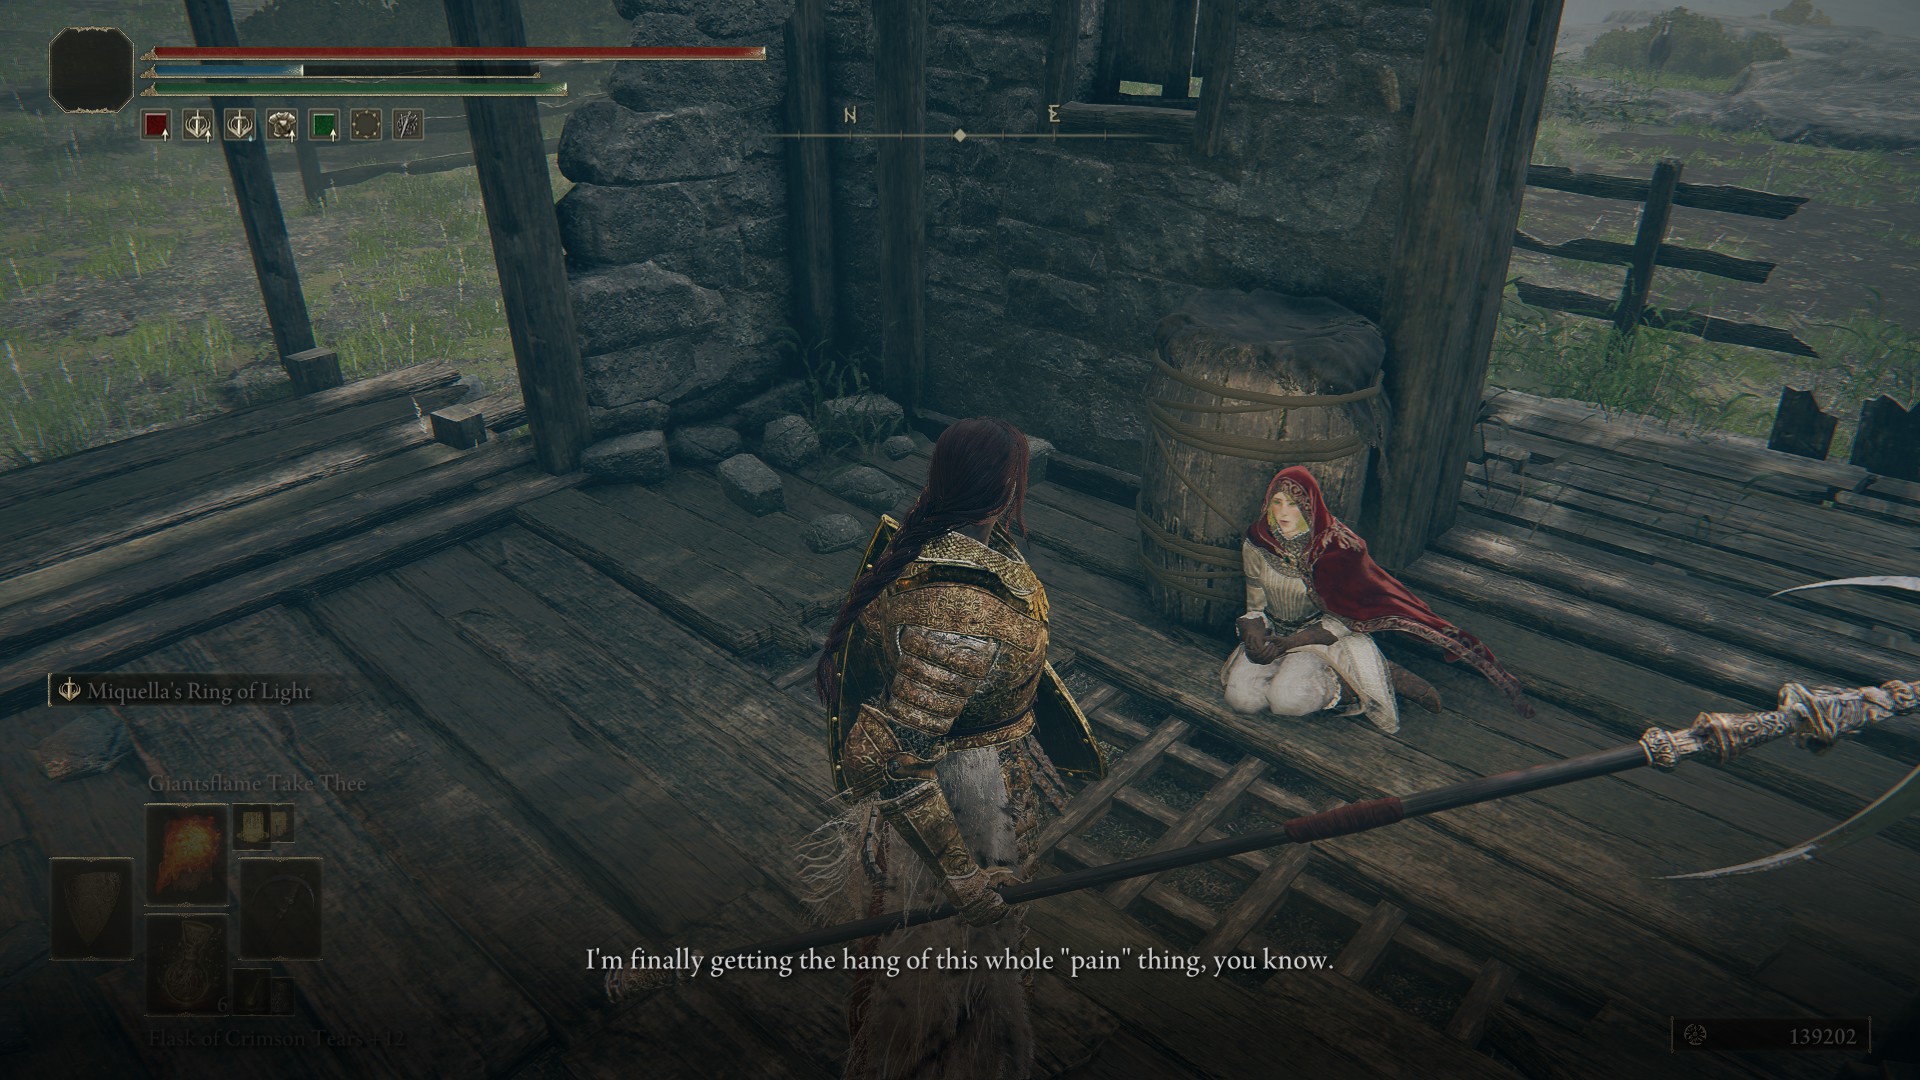 N
E
Miquella's Ring of Light
Giantsflame Take Thee
6
Flask of Crimson Tears +12
I'm finally getting the hang of this whole "pain" thing, you know.
139202